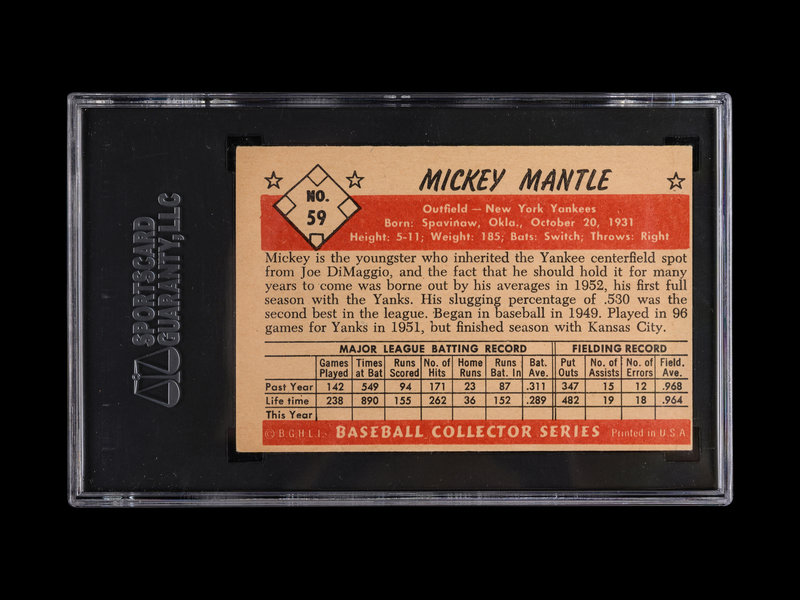 SPORTSCARD
GUARANTY,LLC
NO.
59
MICKEY MANTLE
Outfield — New York Yankees
Born: Spavinaw, Okla., October 20, 1931
Height: 5-11; Weight: 185; Bats: Switch; Throws: Right
Mickey is the youngster who inherited the Yankee centerfield spot
from Joe DiMaggio, and the fact that he should hold it for many
years to come was borne out by his averages in 1952, his first full
season with the Yanks. His slugging percentage of .530 was the
second best in the league. Began in baseball in 1949. Played in 96
games for Yanks in 1951, but finished season with Kansas City.
MAJOR LEAGUE BATTING RECORD FIELDING RECORD
Games Times Runs No. of Home Runs Bat. Put No. of No. of Field.
Played at Bat Scored Hits Runs Bat. In Ave. Outs Assists Errors Ave.
Past Year 142 549 94 171 23 87 .311 347 15 12 .968
Life time 238 890 155 262 36 152 .289 482 19 18 .964
This Year
© B.G.H.L.I. BASEBALL COLLECTOR SERIES Printed in U S A